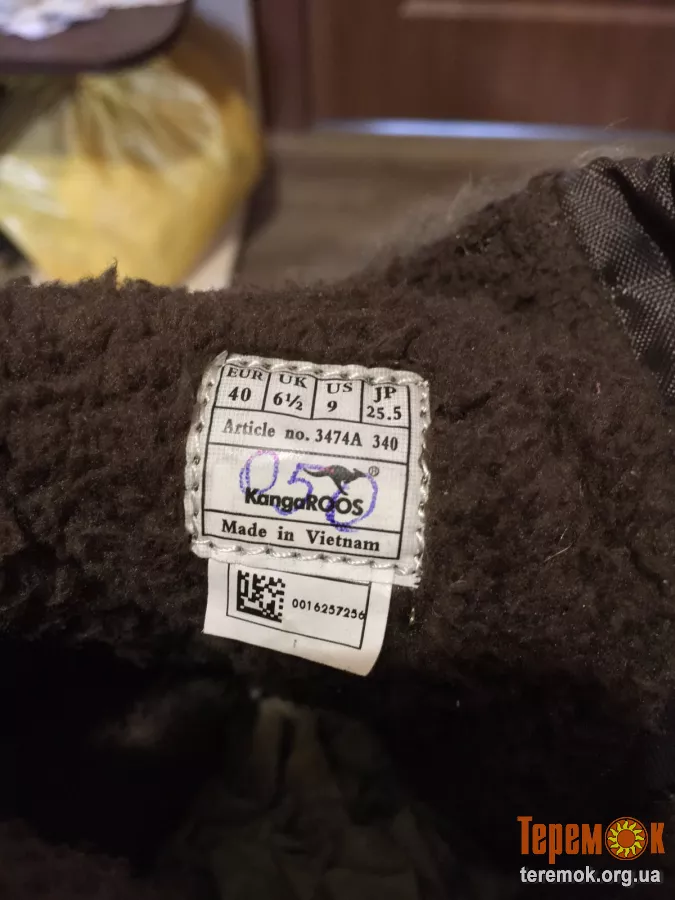 EUR UK US JP
40 6½ 9 25.5
Article no. 3474A 340
050
KangaROOS®
Made in Vietnam
0016257256
ТеремОк
teremok.org.ua